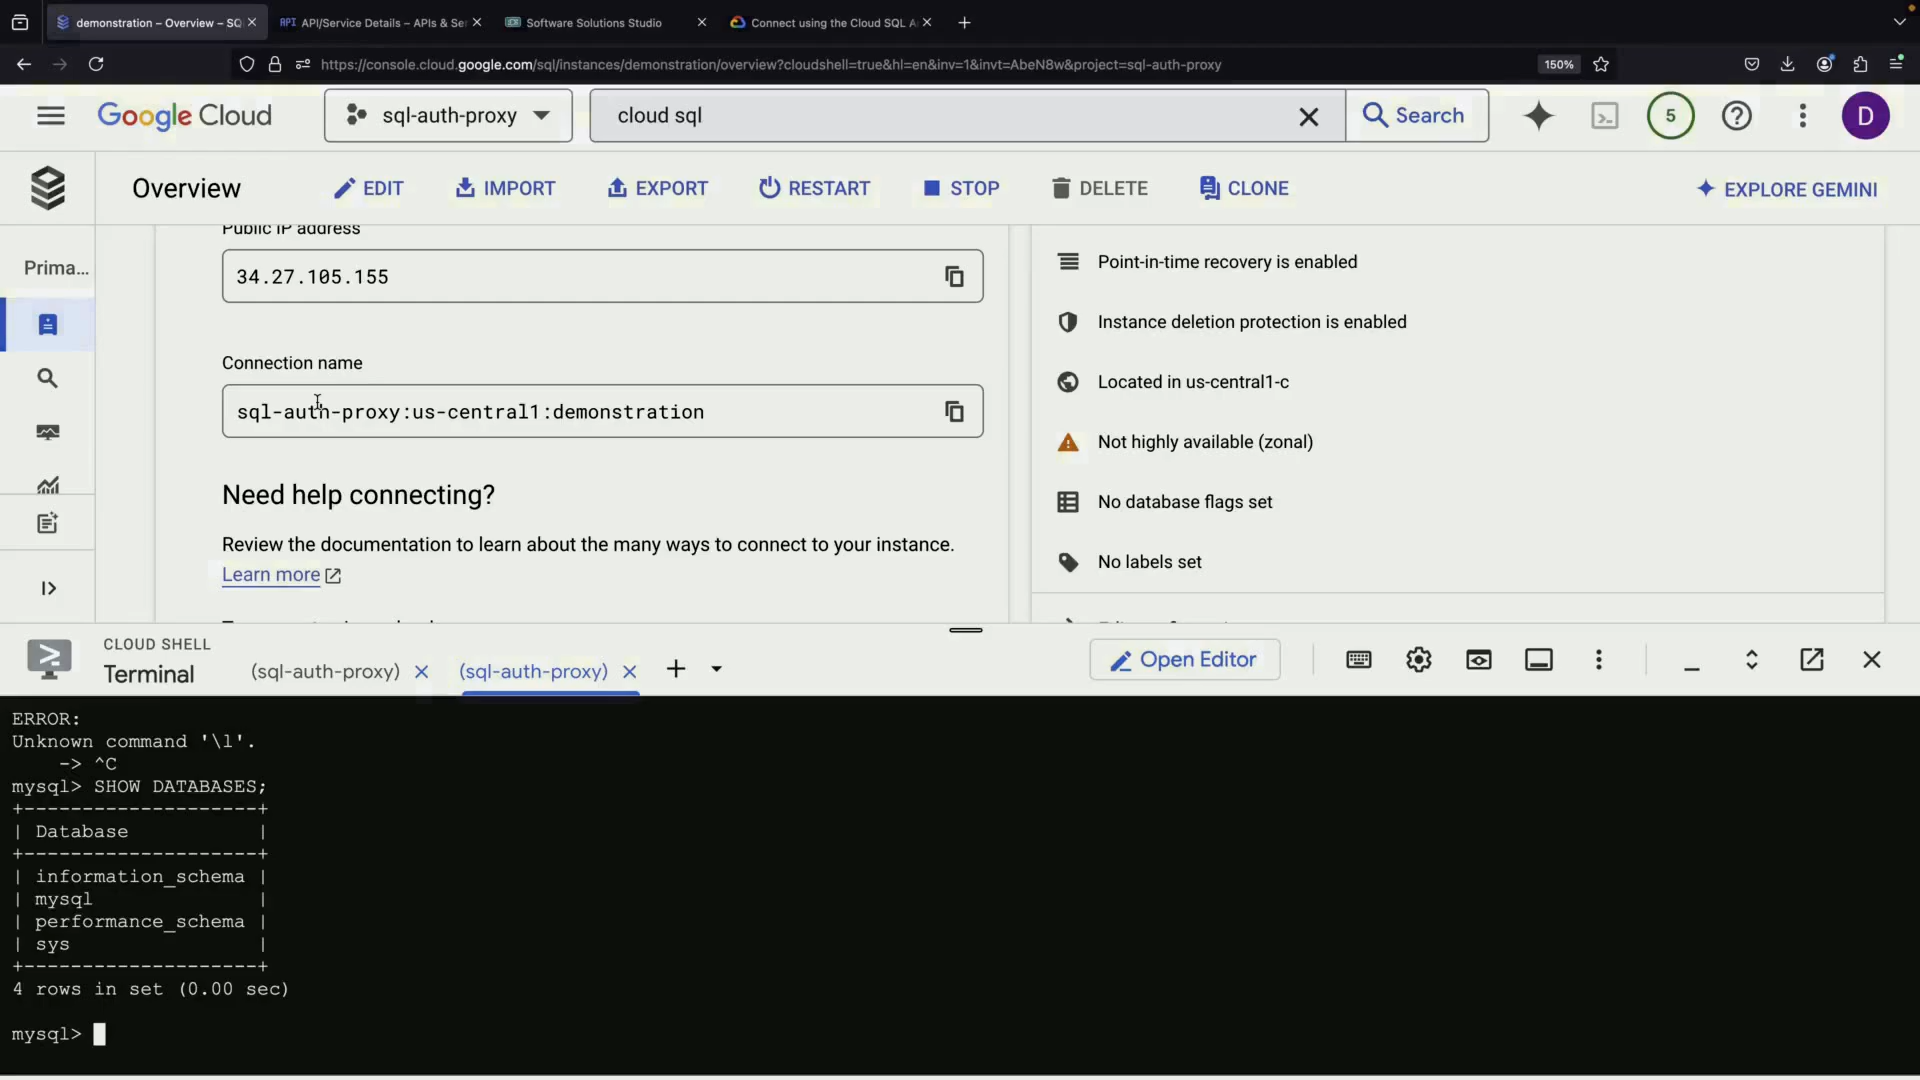 demonstration – Overview – SQ
API API/Service Details – APIs & Se
Software Solutions Studio
Connect using the Cloud SQL A
https://console.cloud.google.com/sql/instances/demonstration/overview?cloudshell=true&hl=en&inv=1&invt=AbeN8w&project=sql-auth-proxy
150%
Google Cloud
sql-auth-proxy
cloud sql
Search
5
D
Overview
EDIT
IMPORT
EXPORT
RESTART
STOP
DELETE
CLONE
EXPLORE GEMINI
Prima...
Public IP address
34.27.105.155
Connection name
sql-auth-proxy:us-central1:demonstration
Need help connecting?
Review the documentation to learn about the many ways to connect to your instance.
Learn more
Point-in-time recovery is enabled
Instance deletion protection is enabled
Located in us-central1-c
Not highly available (zonal)
No database flags set
No labels set
CLOUD SHELL
Terminal
(sql-auth-proxy)
(sql-auth-proxy)
Open Editor
ERROR:
Unknown command '\l'.
-> ^C
mysql> SHOW DATABASES;
+--------------------+
| Database           |
+--------------------+
| information_schema |
| mysql              |
| performance_schema |
| sys                |
+--------------------+
4 rows in set (0.00 sec)
mysql>